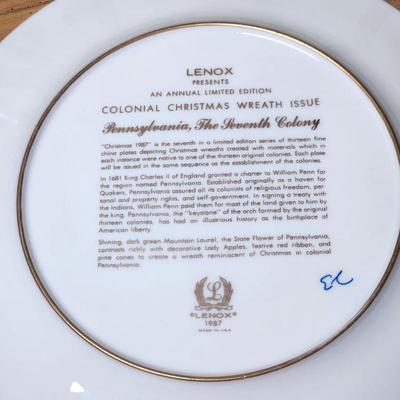 LENOX
PRESENTS
AN ANNUAL LIMITED EDITION
COLONIAL CHRISTMAS WREATH ISSUE
Pennsylvania, The Seventh Colony
"Christmas 1987" is the seventh in a limited edition series of thirteen fine
china plates depicting Christmas wreaths created with materials which in
each instance were native to one of the thirteen original colonies. Each plate
will be issued in the same sequence as the establishment of the colonies.
In 1681 King Charles II of England granted a charter to William Penn for
the region named Pennsylvania. Established originally as a haven for
Quakers, Pennsylvania assured all its colonists of religious freedom, per-
sonal and property rights, and self-government. In signing a treaty with
the Indians, William Penn paid them for most of the land given to him by
the king. Pennsylvania, the "keystone" of the arch formed by the original
thirteen colonies, has had an illustrious history as the birthplace of
American liberty.
Shining, dark green Mountain Laurel, the State Flower of Pennsylvania,
contrasts richly with decorative Lady Apples, festive red ribbon, and
pine cones to create a wreath reminiscent of Christmas in colonial
Pennsylvania.
L
©LENOX®
1987
MADE IN U.S.A.